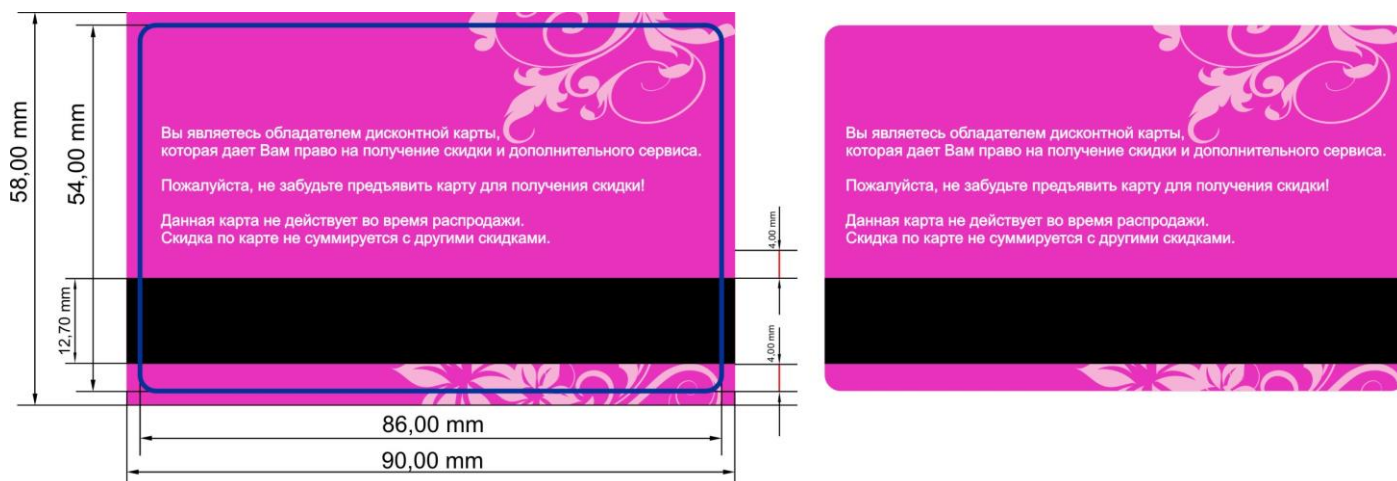 58,00 mm
54,00 mm
12,70 mm
Вы являетесь обладателем дисконтной карты,
которая дает Вам право на получение скидки и дополнительного сервиса.
Пожалуйста, не забудьте предъявить карту для получения скидки!
Данная карта не действует во время распродажи.
Скидка по карте не суммируется с другими скидками.
4,00 mm
4,00 mm
86,00 mm
90,00 mm
Вы являетесь обладателем дисконтной карты,
которая дает Вам право на получение скидки и дополнительного сервиса.
Пожалуйста, не забудьте предъявить карту для получения скидки!
Данная карта не действует во время распродажи.
Скидка по карте не суммируется с другими скидками.